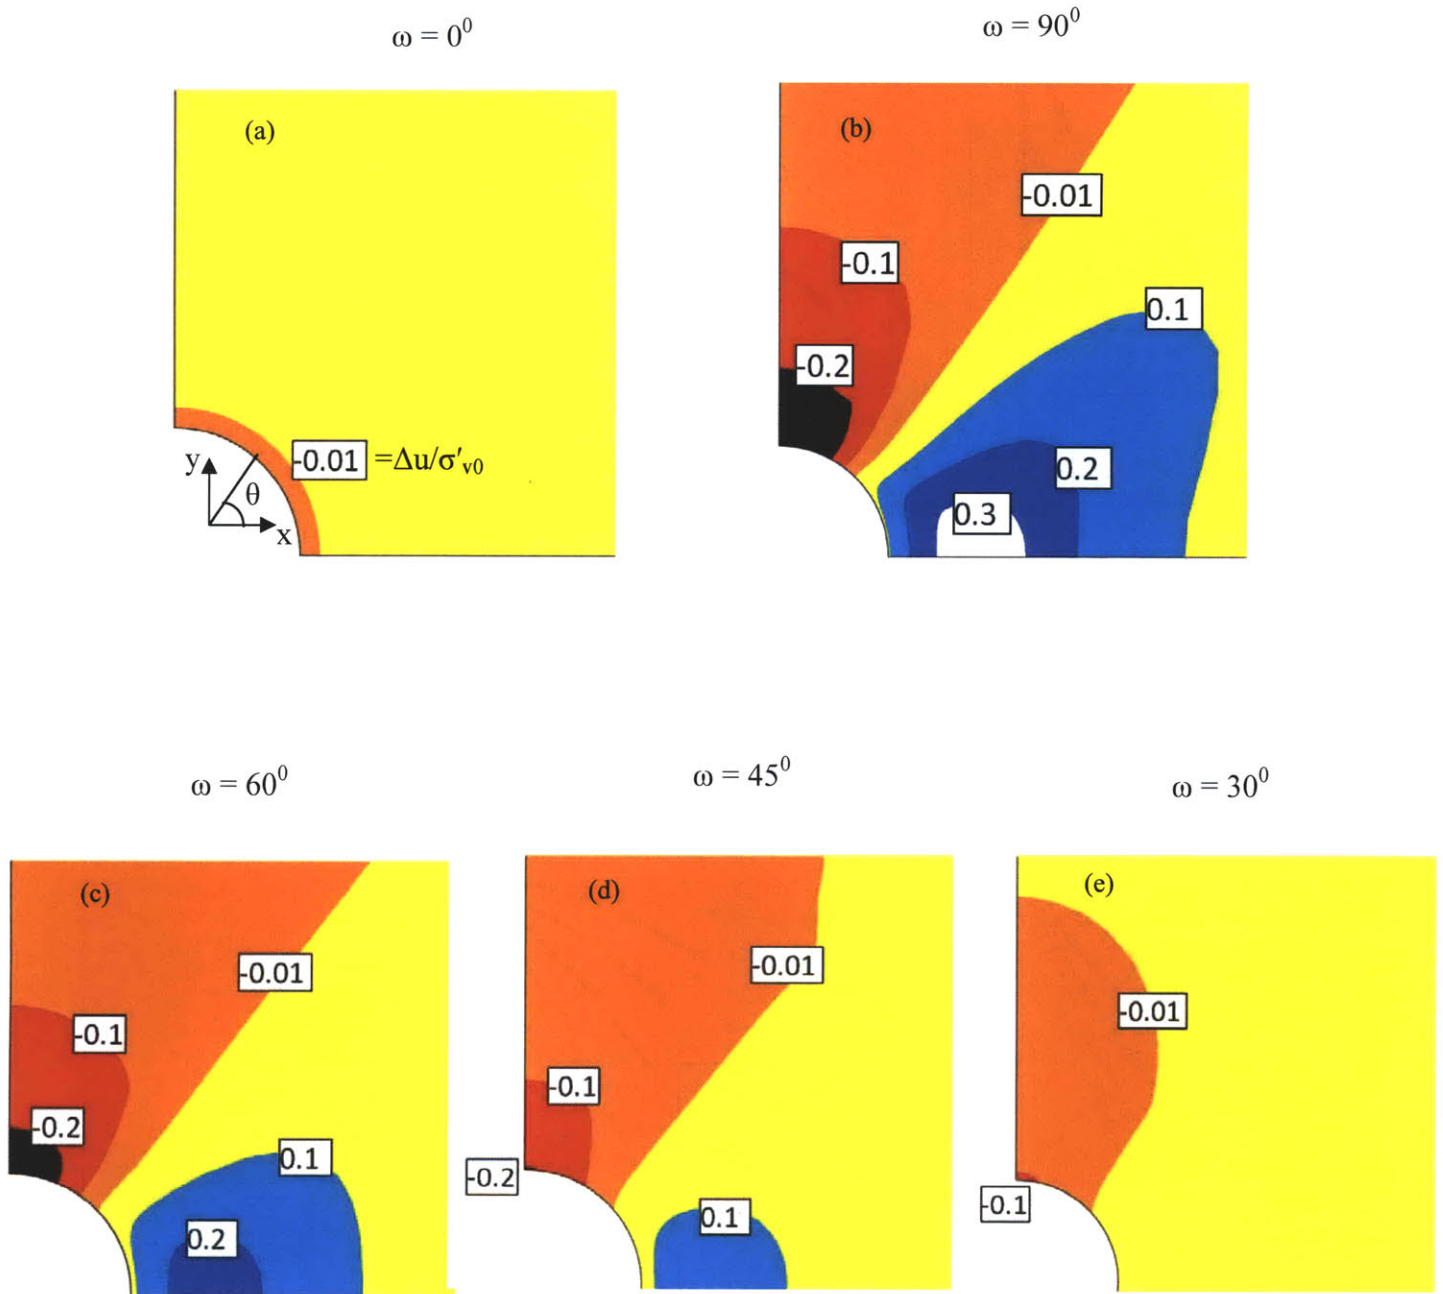 ω = 0⁰
ω = 90⁰
(a)
-0.01 =Δu/σ′v0
y
θ
x
(b)
-0.01
-0.1
0.1
-0.2
0.2
0.3
ω = 60⁰
ω = 45⁰
ω = 30⁰
(c)
-0.01
-0.1
-0.2
0.1
0.2
(d)
-0.01
-0.1
-0.2
0.1
(e)
-0.01
-0.1